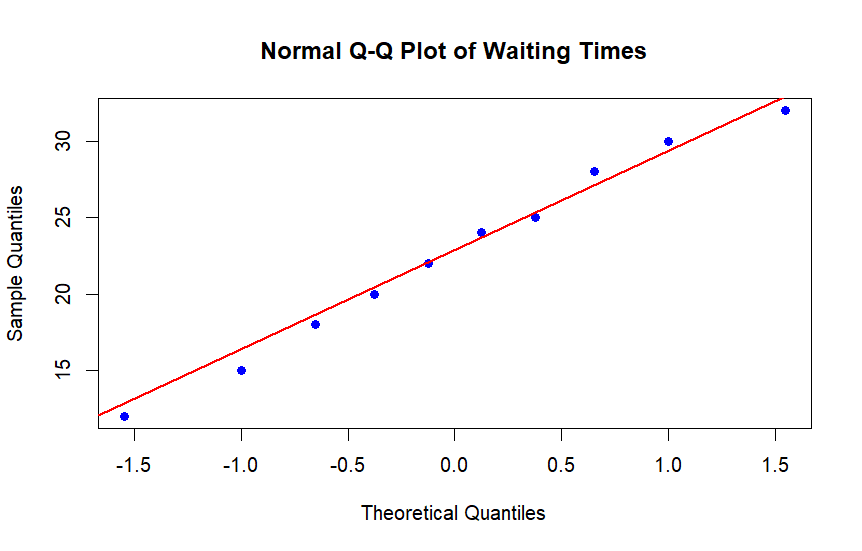 Normal Q-Q Plot of Waiting Times
30
25
20
15
Sample Quantiles
-1.5 -1.0 -0.5 0.0 0.5 1.0 1.5
Theoretical Quantiles